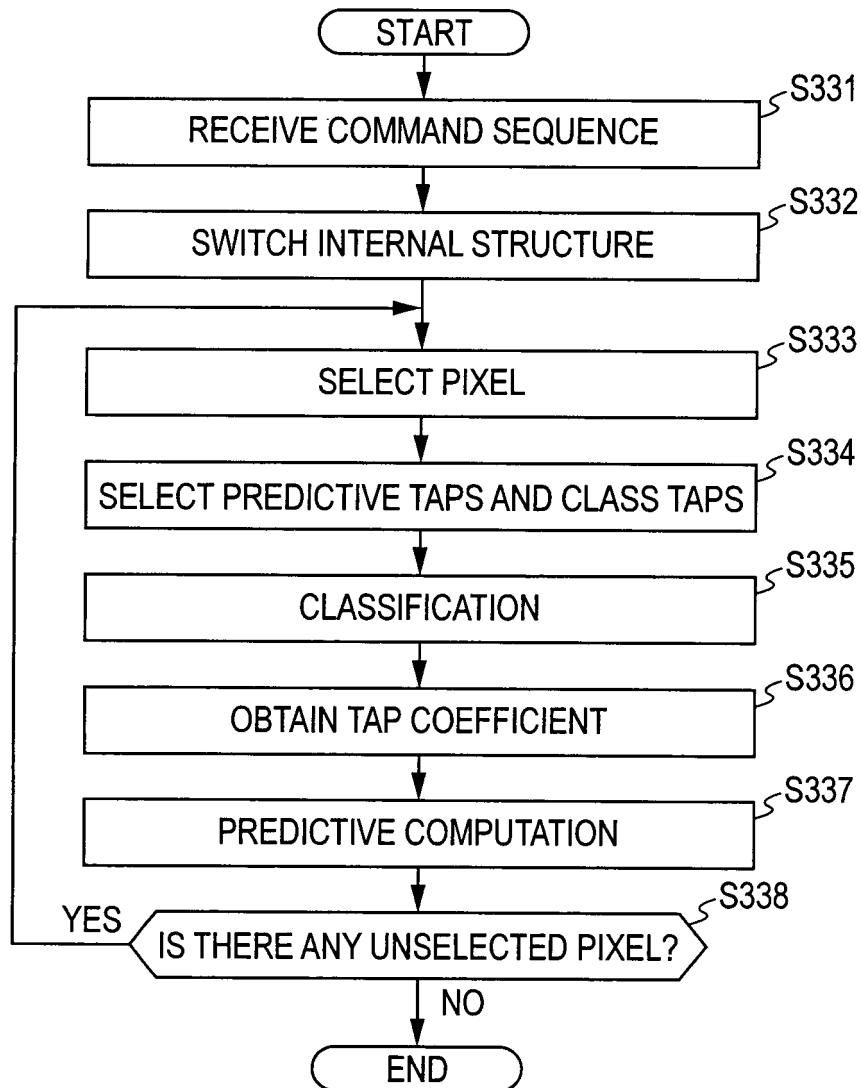 START
S331
RECEIVE COMMAND SEQUENCE
S332
SWITCH INTERNAL STRUCTURE
S333
SELECT PIXEL
S334
SELECT PREDICTIVE TAPS AND CLASS TAPS
S335
CLASSIFICATION
S336
OBTAIN TAP COEFFICIENT
S337
PREDICTIVE COMPUTATION
S338
YES
IS THERE ANY UNSELECTED PIXEL?
NO
END